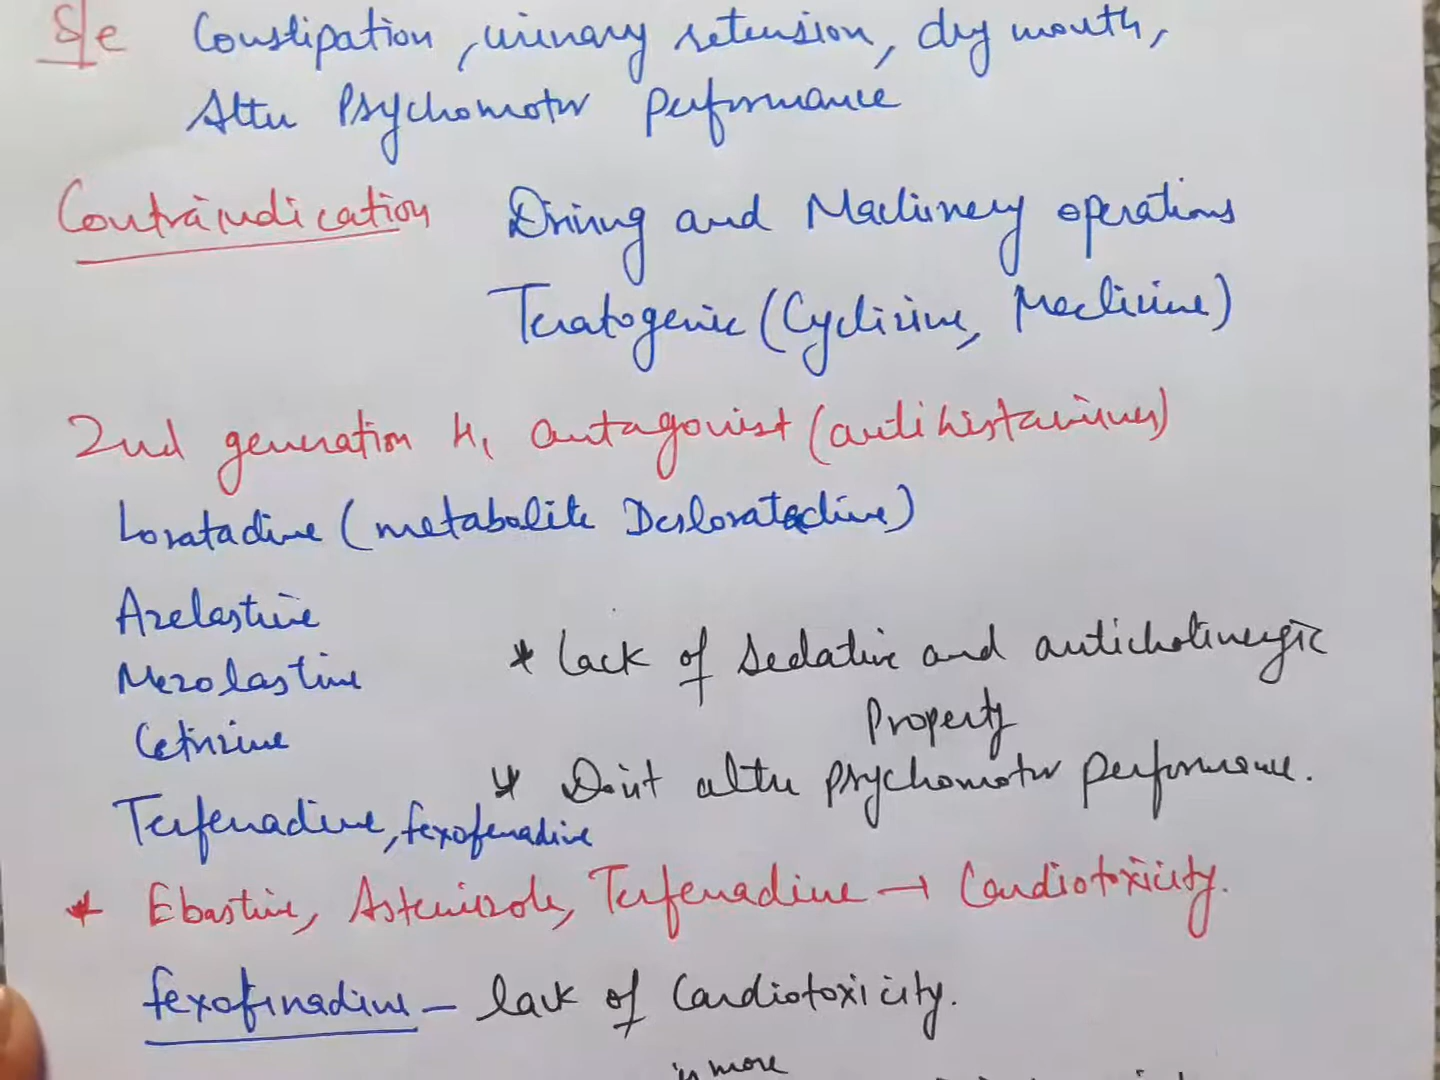 S/e Constipation, urinary retension, dry mouth,
Alter Psychomotor performance
Contraindication Driving and Machinery operations
Teratogenic (Cyclizine, Meclizine)
2nd generation H1 antagonist (antihistamines)
Loratadine (metabolite Desloratadine)
Azelastine
Mezolastine
* Lack of sedative and anticholinergic
Property
Cetrizine
* Don't alter psychomotor performance.
Terfenadine, fexofenadine
* Ebastine, Astemizole, Terfenadine → Cardiotoxicity.
fexofinadine – lack of Cardiotoxicity.
is more